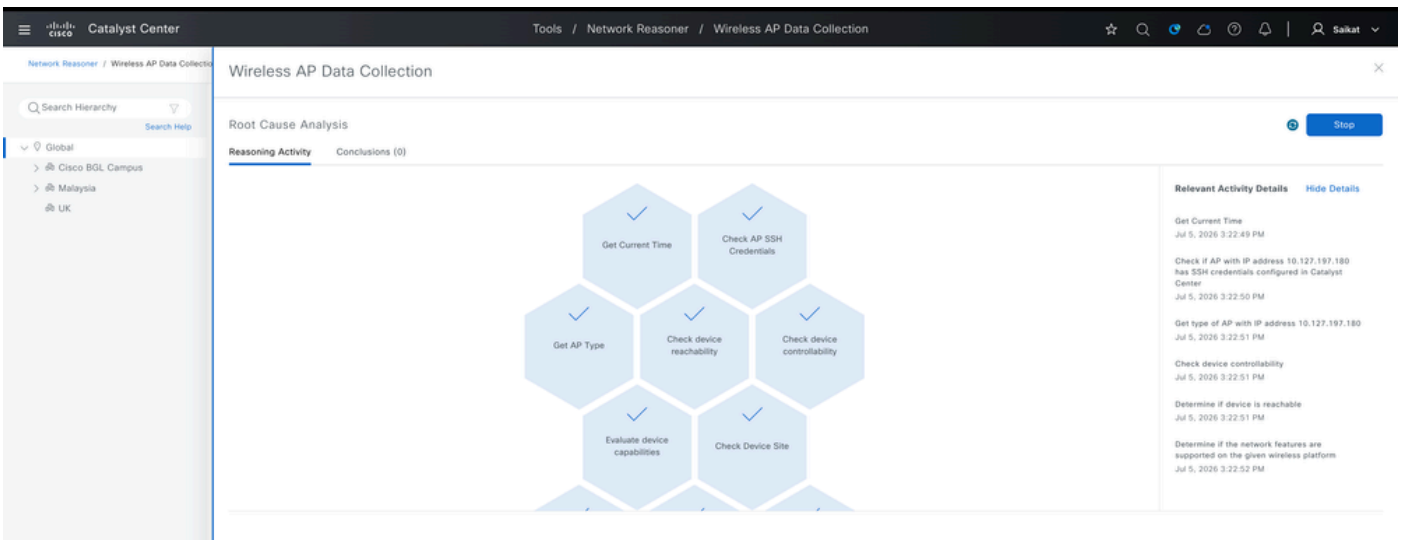 cisco
Catalyst Center
Tools / Network Reasoner / Wireless AP Data Collection
Saikat
Network Reasoner / Wireless AP Data Collectio
Search Hierarchy
Search Help
Global
Cisco BGL Campus
Malaysia
UK
Wireless AP Data Collection
Root Cause Analysis
Stop
Reasoning Activity
Conclusions (0)
Get Current Time
Check AP SSH
Credentials
Get AP Type
Check device
reachability
Check device
controllability
Evaluate device
capabilities
Check Device Site
Relevant Activity Details
Hide Details
Get Current Time
Jul 5, 2026 3:22:49 PM
Check if AP with IP address 10.127.197.180
has SSH credentials configured in Catalyst
Center
Jul 5, 2026 3:22:50 PM
Get type of AP with IP address 10.127.197.180
Jul 5, 2026 3:22:51 PM
Check device controllability
Jul 5, 2026 3:22:51 PM
Determine if device is reachable
Jul 5, 2026 3:22:51 PM
Determine if the network features are
supported on the given wireless platform
Jul 5, 2026 3:22:52 PM